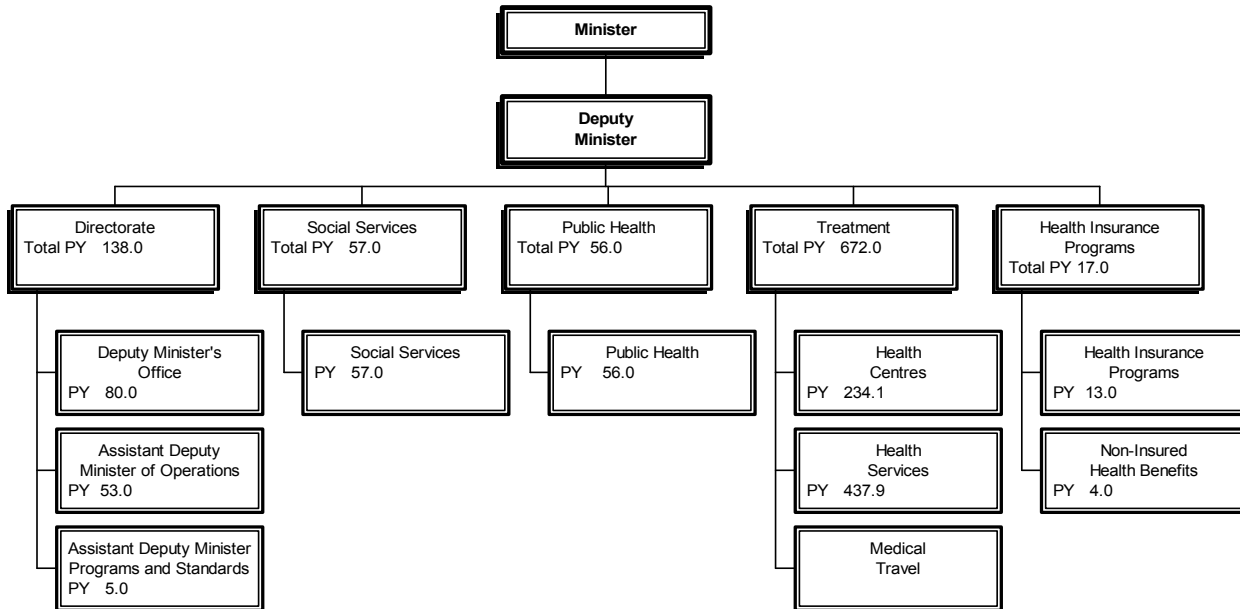 Minister
Deputy
Minister
Directorate
Total PY 138.0
Social Services
Total PY 57.0
Public Health
Total PY 56.0
Treatment
Total PY 672.0
Health Insurance
Programs
Total PY 17.0
Deputy Minister's
Office
PY 80.0
Social Services
PY 57.0
Public Health
PY 56.0
Health
Centres
PY 234.1
Health Insurance
Programs
PY 13.0
Assistant Deputy
Minister of Operations
PY 53.0
Health
Services
PY 437.9
Non-Insured
Health Benefits
PY 4.0
Assistant Deputy Minister
Programs and Standards
PY 5.0
Medical
Travel